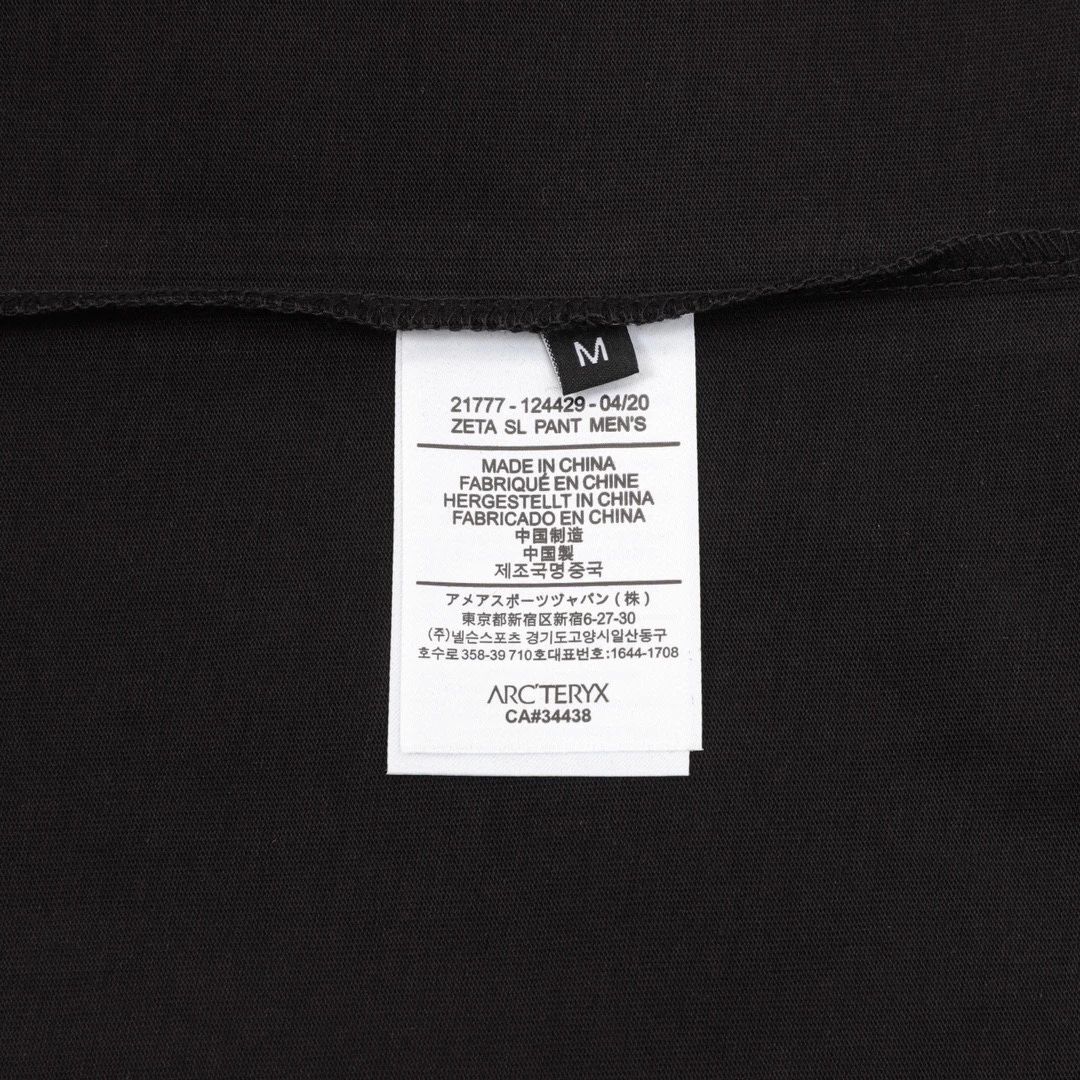 M
21777 - 124429 - 04/20
ZETA SL PANT MEN'S
MADE IN CHINA
FABRIQUÉ EN CHINE
HERGESTELLT IN CHINA
FABRICADO EN CHINA
中国制造
中国製
제조국명중국
アメアスポーツヅャパン(株)
東京都新宿区新宿6-27-30
(주)넬슨스포츠 경기도고양시일산동구
호수로358-39 710호대표번호:1644-1708
ARC'TERYX
CA#34438